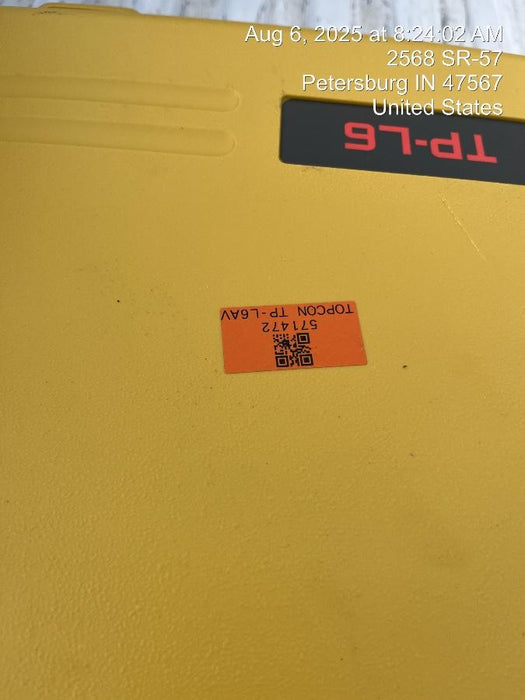 Aug 6, 2025 at 8:24:02 AM
2568 SR-57
Petersburg IN 47567
United States
TP-L6
TOPCON TP-L6AV
571472